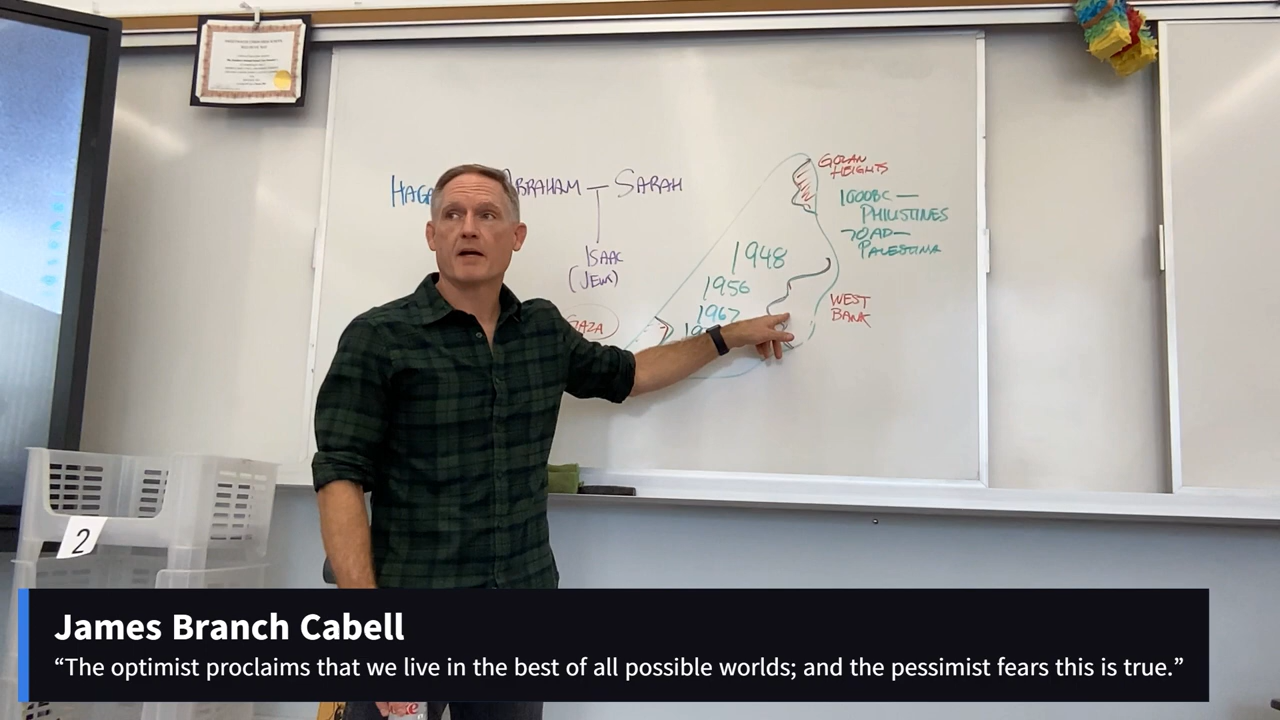 ABRAHAM — SARAH
ISAAC
(JEWS)
GAZA
1948
1956
1967
GOLAN
HEIGHTS
1000BC —
PHILISTINES
70AD —
PALESTINA
WEST
BANK
2
James Branch Cabell
“The optimist proclaims that we live in the best of all possible worlds; and the pessimist fears this is true.”